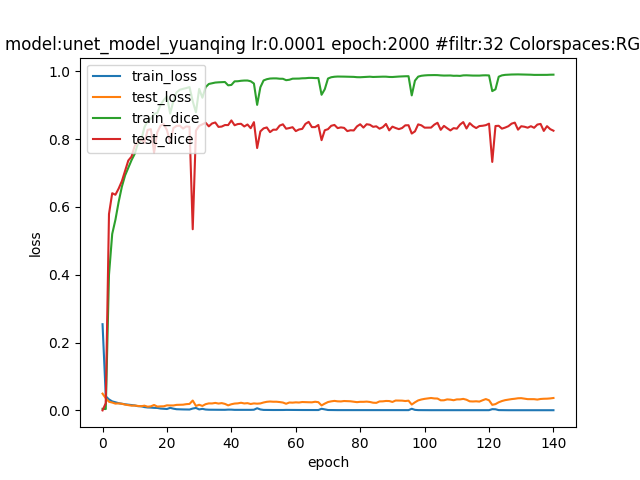 model:unet_model_yuanqing lr:0.0001 epoch:2000 #filtr:32 Colorspaces:RG
1.0
0.8
0.6
0.4
0.2
0.0
loss
train_loss
test_loss
train_dice
test_dice
0 20 40 60 80 100 120 140
epoch